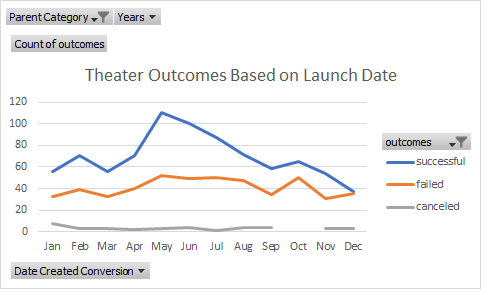 Parent Category Years
Count of outcomes
Theater Outcomes Based on Launch Date
120
100
80
60
40
20
0
Jan Feb Mar Apr May Jun Jul Aug Sep Oct Nov Dec
outcomes
successful
failed
canceled
Date Created Conversion